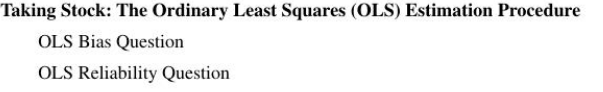 Taking Stock: The Ordinary Least Squares (OLS) Estimation Procedure
OLS Bias Question
OLS Reliability Question